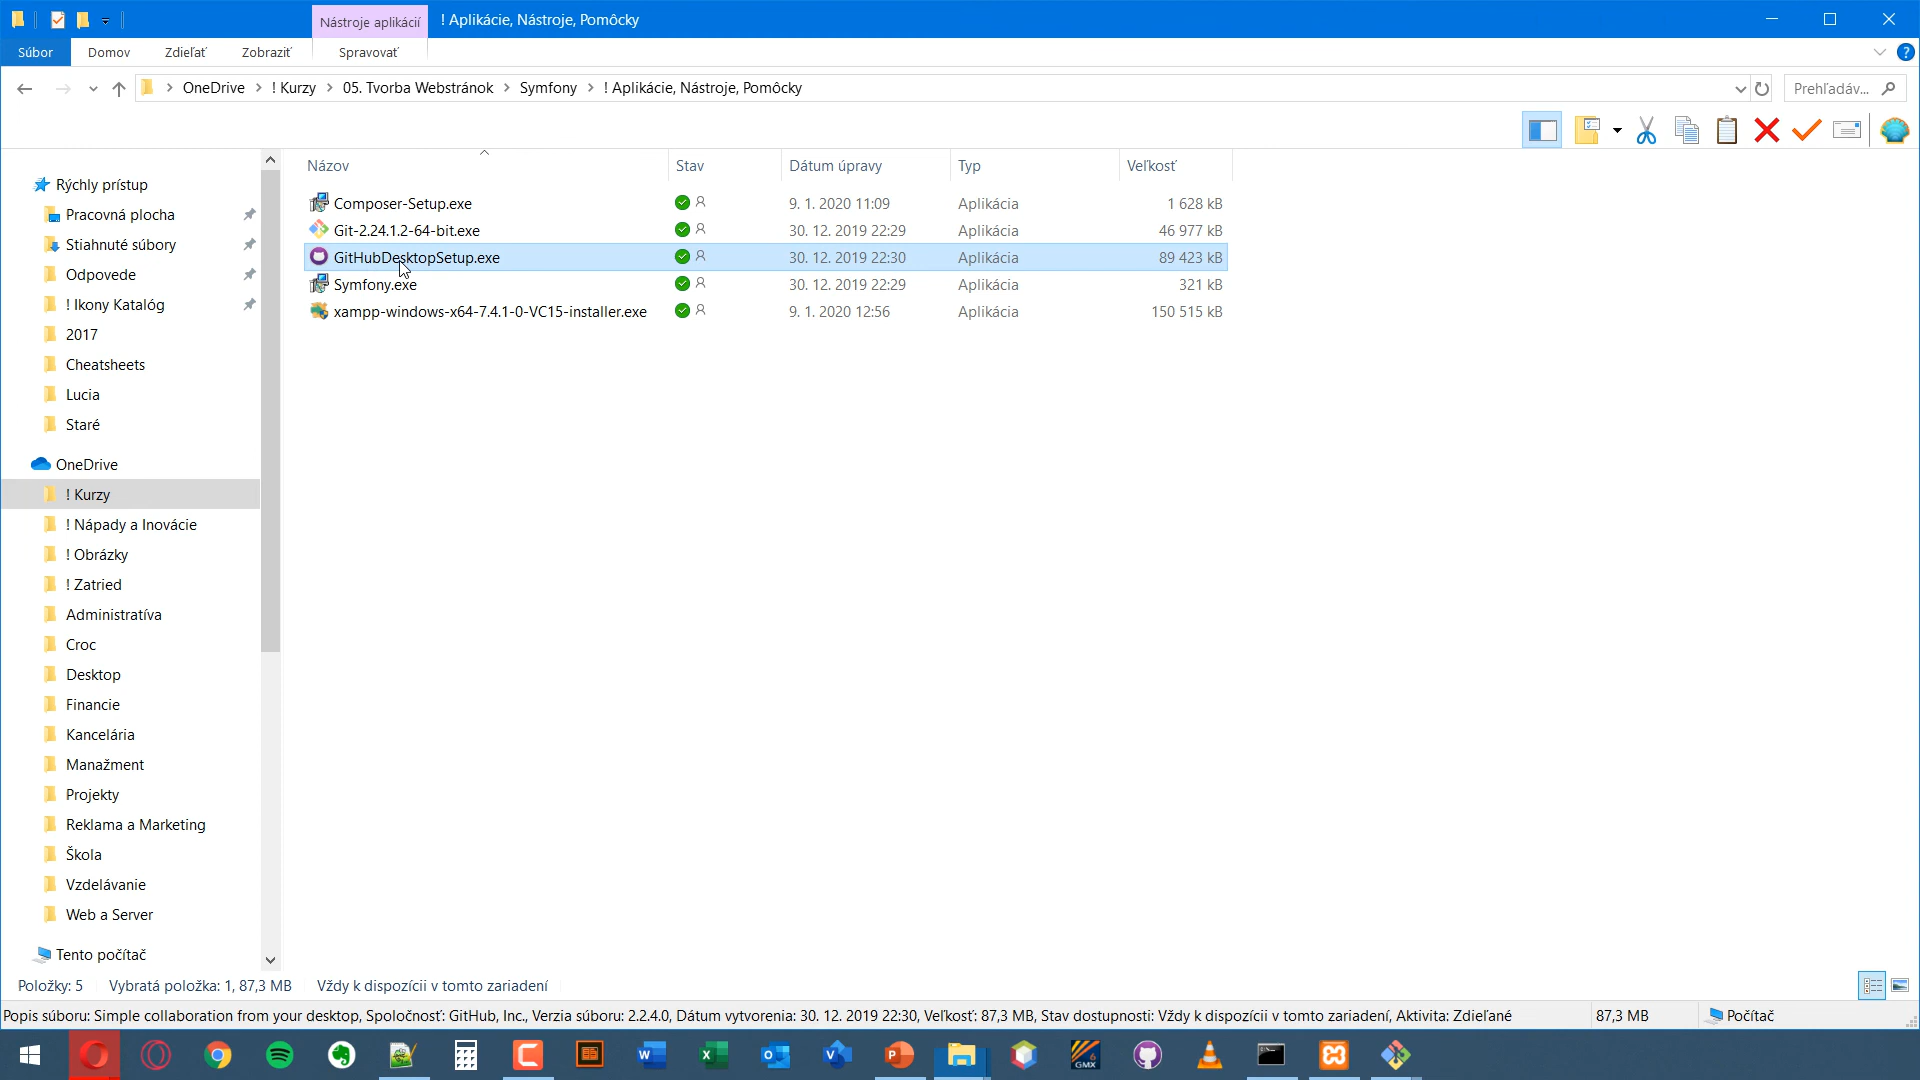 Nástroje aplikácií
! Aplikácie, Nástroje, Pomôcky
Súbor
Domov
Zdieľať
Zobraziť
Spravovať
OneDrive
! Kurzy
05. Tvorba Webstránok
Symfony
! Aplikácie, Nástroje, Pomôcky
Prehľadáv...
Názov
Stav
Dátum úpravy
Typ
Veľkosť
Composer-Setup.exe
9. 1. 2020 11:09
Aplikácia
1 628 kB
Git-2.24.1.2-64-bit.exe
30. 12. 2019 22:29
Aplikácia
46 977 kB
GitHubDesktopSetup.exe
30. 12. 2019 22:30
Aplikácia
89 423 kB
Symfony.exe
30. 12. 2019 22:29
Aplikácia
321 kB
xampp-windows-x64-7.4.1-0-VC15-installer.exe
9. 1. 2020 12:56
Aplikácia
150 515 kB
Rýchly prístup
Pracovná plocha
Stiahnuté súbory
Odpovede
! Ikony Katalóg
2017
Cheatsheets
Lucia
Staré
OneDrive
! Kurzy
! Nápady a Inovácie
! Obrázky
! Zatried
Administratíva
Croc
Desktop
Financie
Kancelária
Manažment
Projekty
Reklama a Marketing
Škola
Vzdelávanie
Web a Server
Tento počítač
Položky: 5
Vybratá položka: 1, 87,3 MB
Vždy k dispozícii v tomto zariadení
Popis súboru: Simple collaboration from your desktop, Spoločnosť: GitHub, Inc., Verzia súboru: 2.2.4.0, Dátum vytvorenia: 30. 12. 2019 22:30, Veľkosť: 87,3 MB, Stav dostupnosti: Vždy k dispozícii v tomto zariadení, Aktivita: Zdieľané
87,3 MB
Počítač